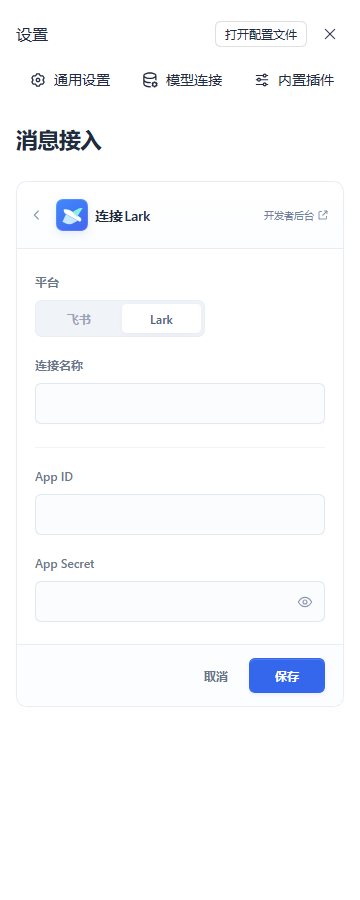 设置
打开配置文件
通用设置 模型连接 内置插件
消息接入
连接Lark
开发者后台
平台
飞书 Lark
连接名称
App ID
App Secret
取消 保存